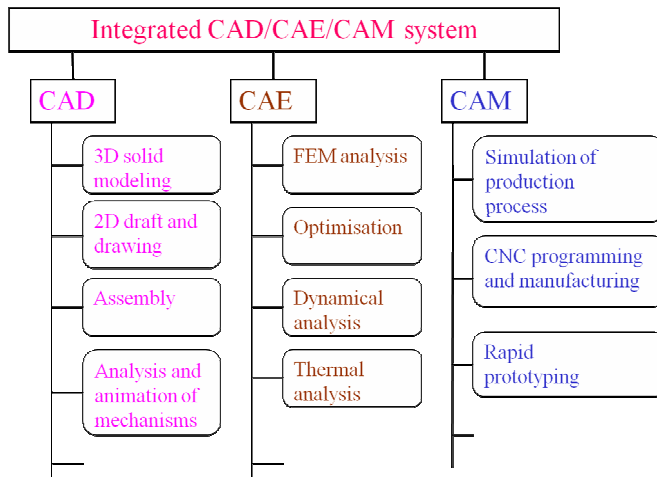 Integrated CAD/CAE/CAM system
CAD
3D solid
modeling
2D draft and
drawing
Assembly
Analysis and
animation of
mechanisms
CAE
FEM analysis
Optimisation
Dynamical
analysis
Thermal
analysis
CAM
Simulation of
production
process
CNC programming
and manufacturing
Rapid
prototyping